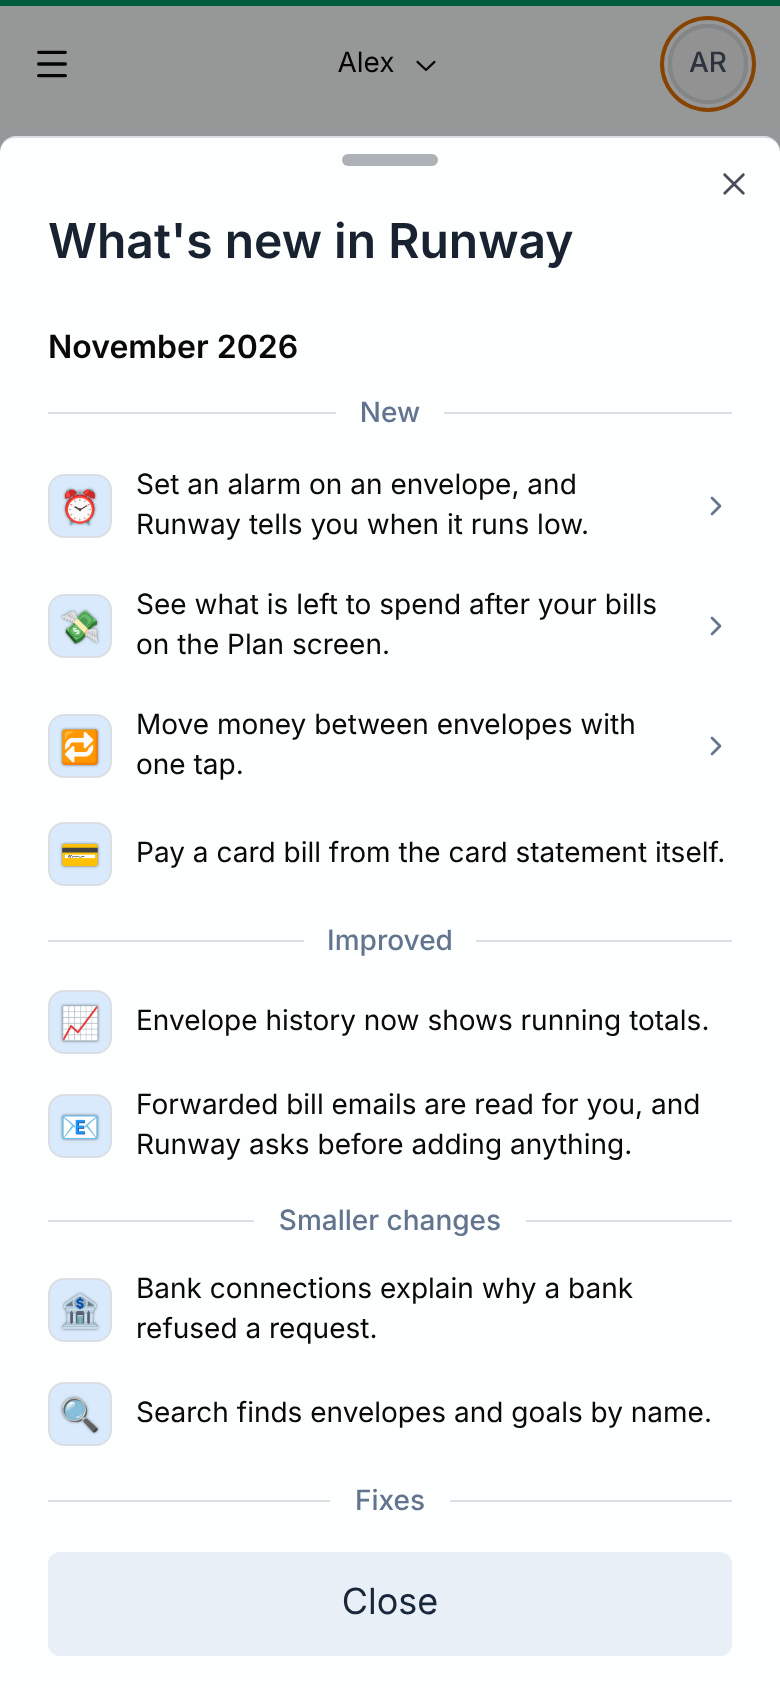 Alex
AR
What's new in Runway
November 2026
New
Set an alarm on an envelope, and
Runway tells you when it runs low.
See what is left to spend after your bills
on the Plan screen.
Move money between envelopes with
one tap.
Pay a card bill from the card statement itself.
Improved
Envelope history now shows running totals.
Forwarded bill emails are read for you, and
Runway asks before adding anything.
Smaller changes
Bank connections explain why a bank
refused a request.
Search finds envelopes and goals by name.
Fixes
Close